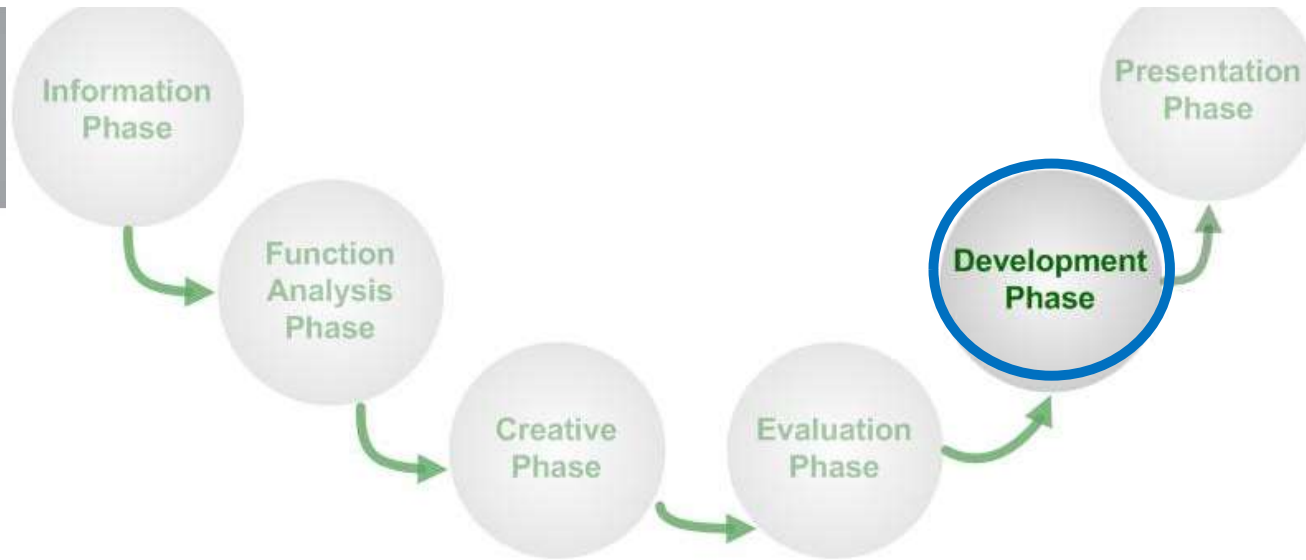 Information
Phase
Function
Analysis
Phase
Creative
Phase
Evaluation
Phase
Development
Phase
Presentation
Phase